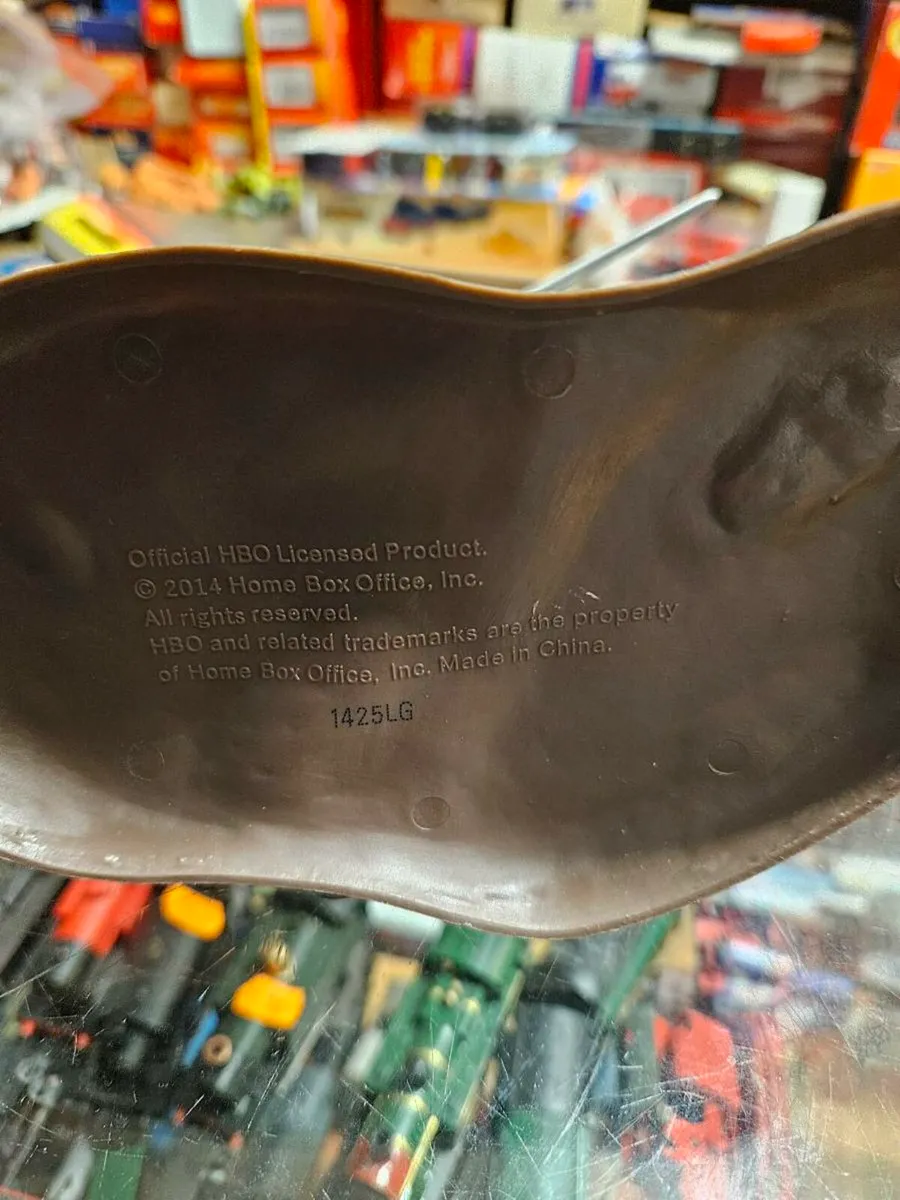 Official HBO Licensed Product.
© 2014 Home Box Office, Inc.
All rights reserved.
HBO and related trademarks are the property
of Home Box Office, Inc. Made in China.
1425LG